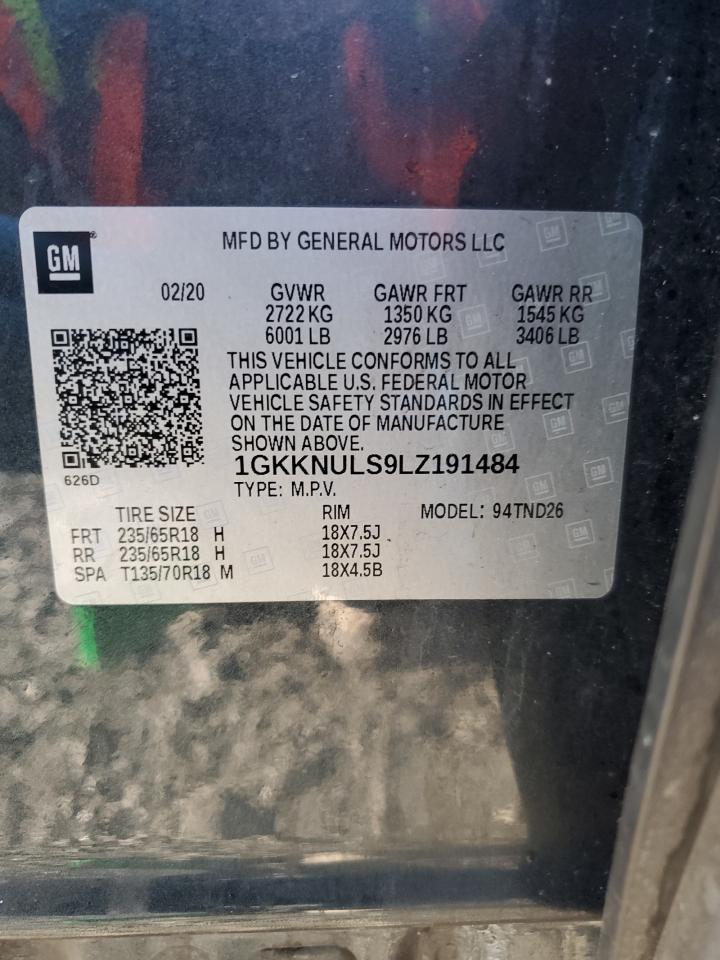 GM
MFD BY GENERAL MOTORS LLC
02/20 GVWR GAWR FRT GAWR RR
2722 KG 1350 KG 1545 KG
6001 LB 2976 LB 3406 LB
THIS VEHICLE CONFORMS TO ALL
APPLICABLE U.S. FEDERAL MOTOR
VEHICLE SAFETY STANDARDS IN EFFECT
ON THE DATE OF MANUFACTURE
SHOWN ABOVE.
1GKKNULS9LZ191484
626D
TYPE: M.P.V.
TIRE SIZE RIM MODEL: 94TND26
FRT 235/65R18 H 18X7.5J
RR 235/65R18 H 18X7.5J
SPA T135/70R18 M 18X4.5B